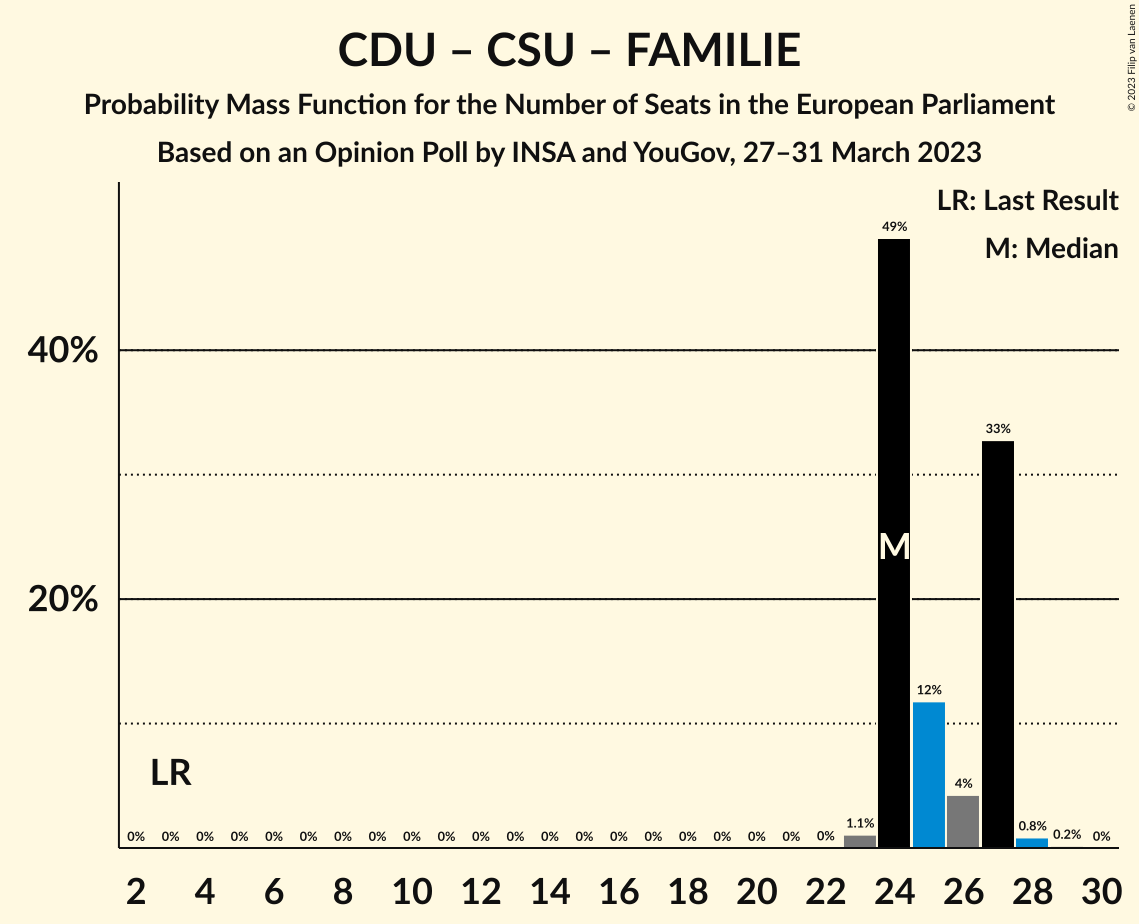 CDU – CSU – FAMILIE
Probability Mass Function for the Number of Seats in the European Parliament
Based on an Opinion Poll by INSA and YouGov, 27–31 March 2023
© 2023 Filip van Laenen
LR: Last Result
M: Median
49%
40%
33%
M
20%
12%
LR
4%
0% 0% 0% 0% 0% 0% 0% 0% 0% 0% 0% 0% 0% 0% 0% 0% 0% 0% 0% 0% 0% 1.1% 0.8% 0.2% 0%
2 4 6 8 10 12 14 16 18 20 22 24 26 28 30